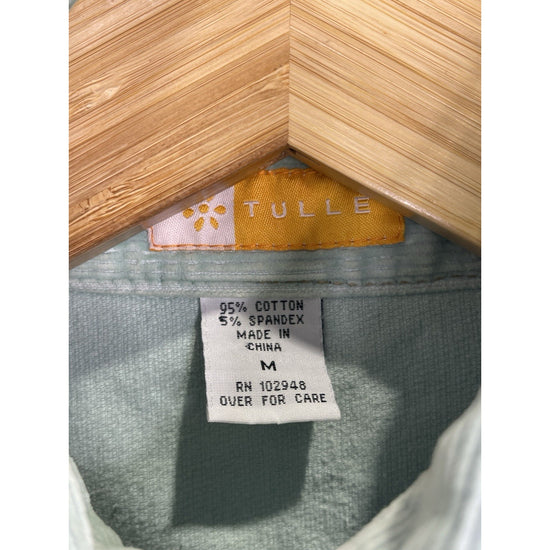 TULLE
95% COTTON
5% SPANDEX
MADE IN
CHINA
M
RN 102948
OVER FOR CARE